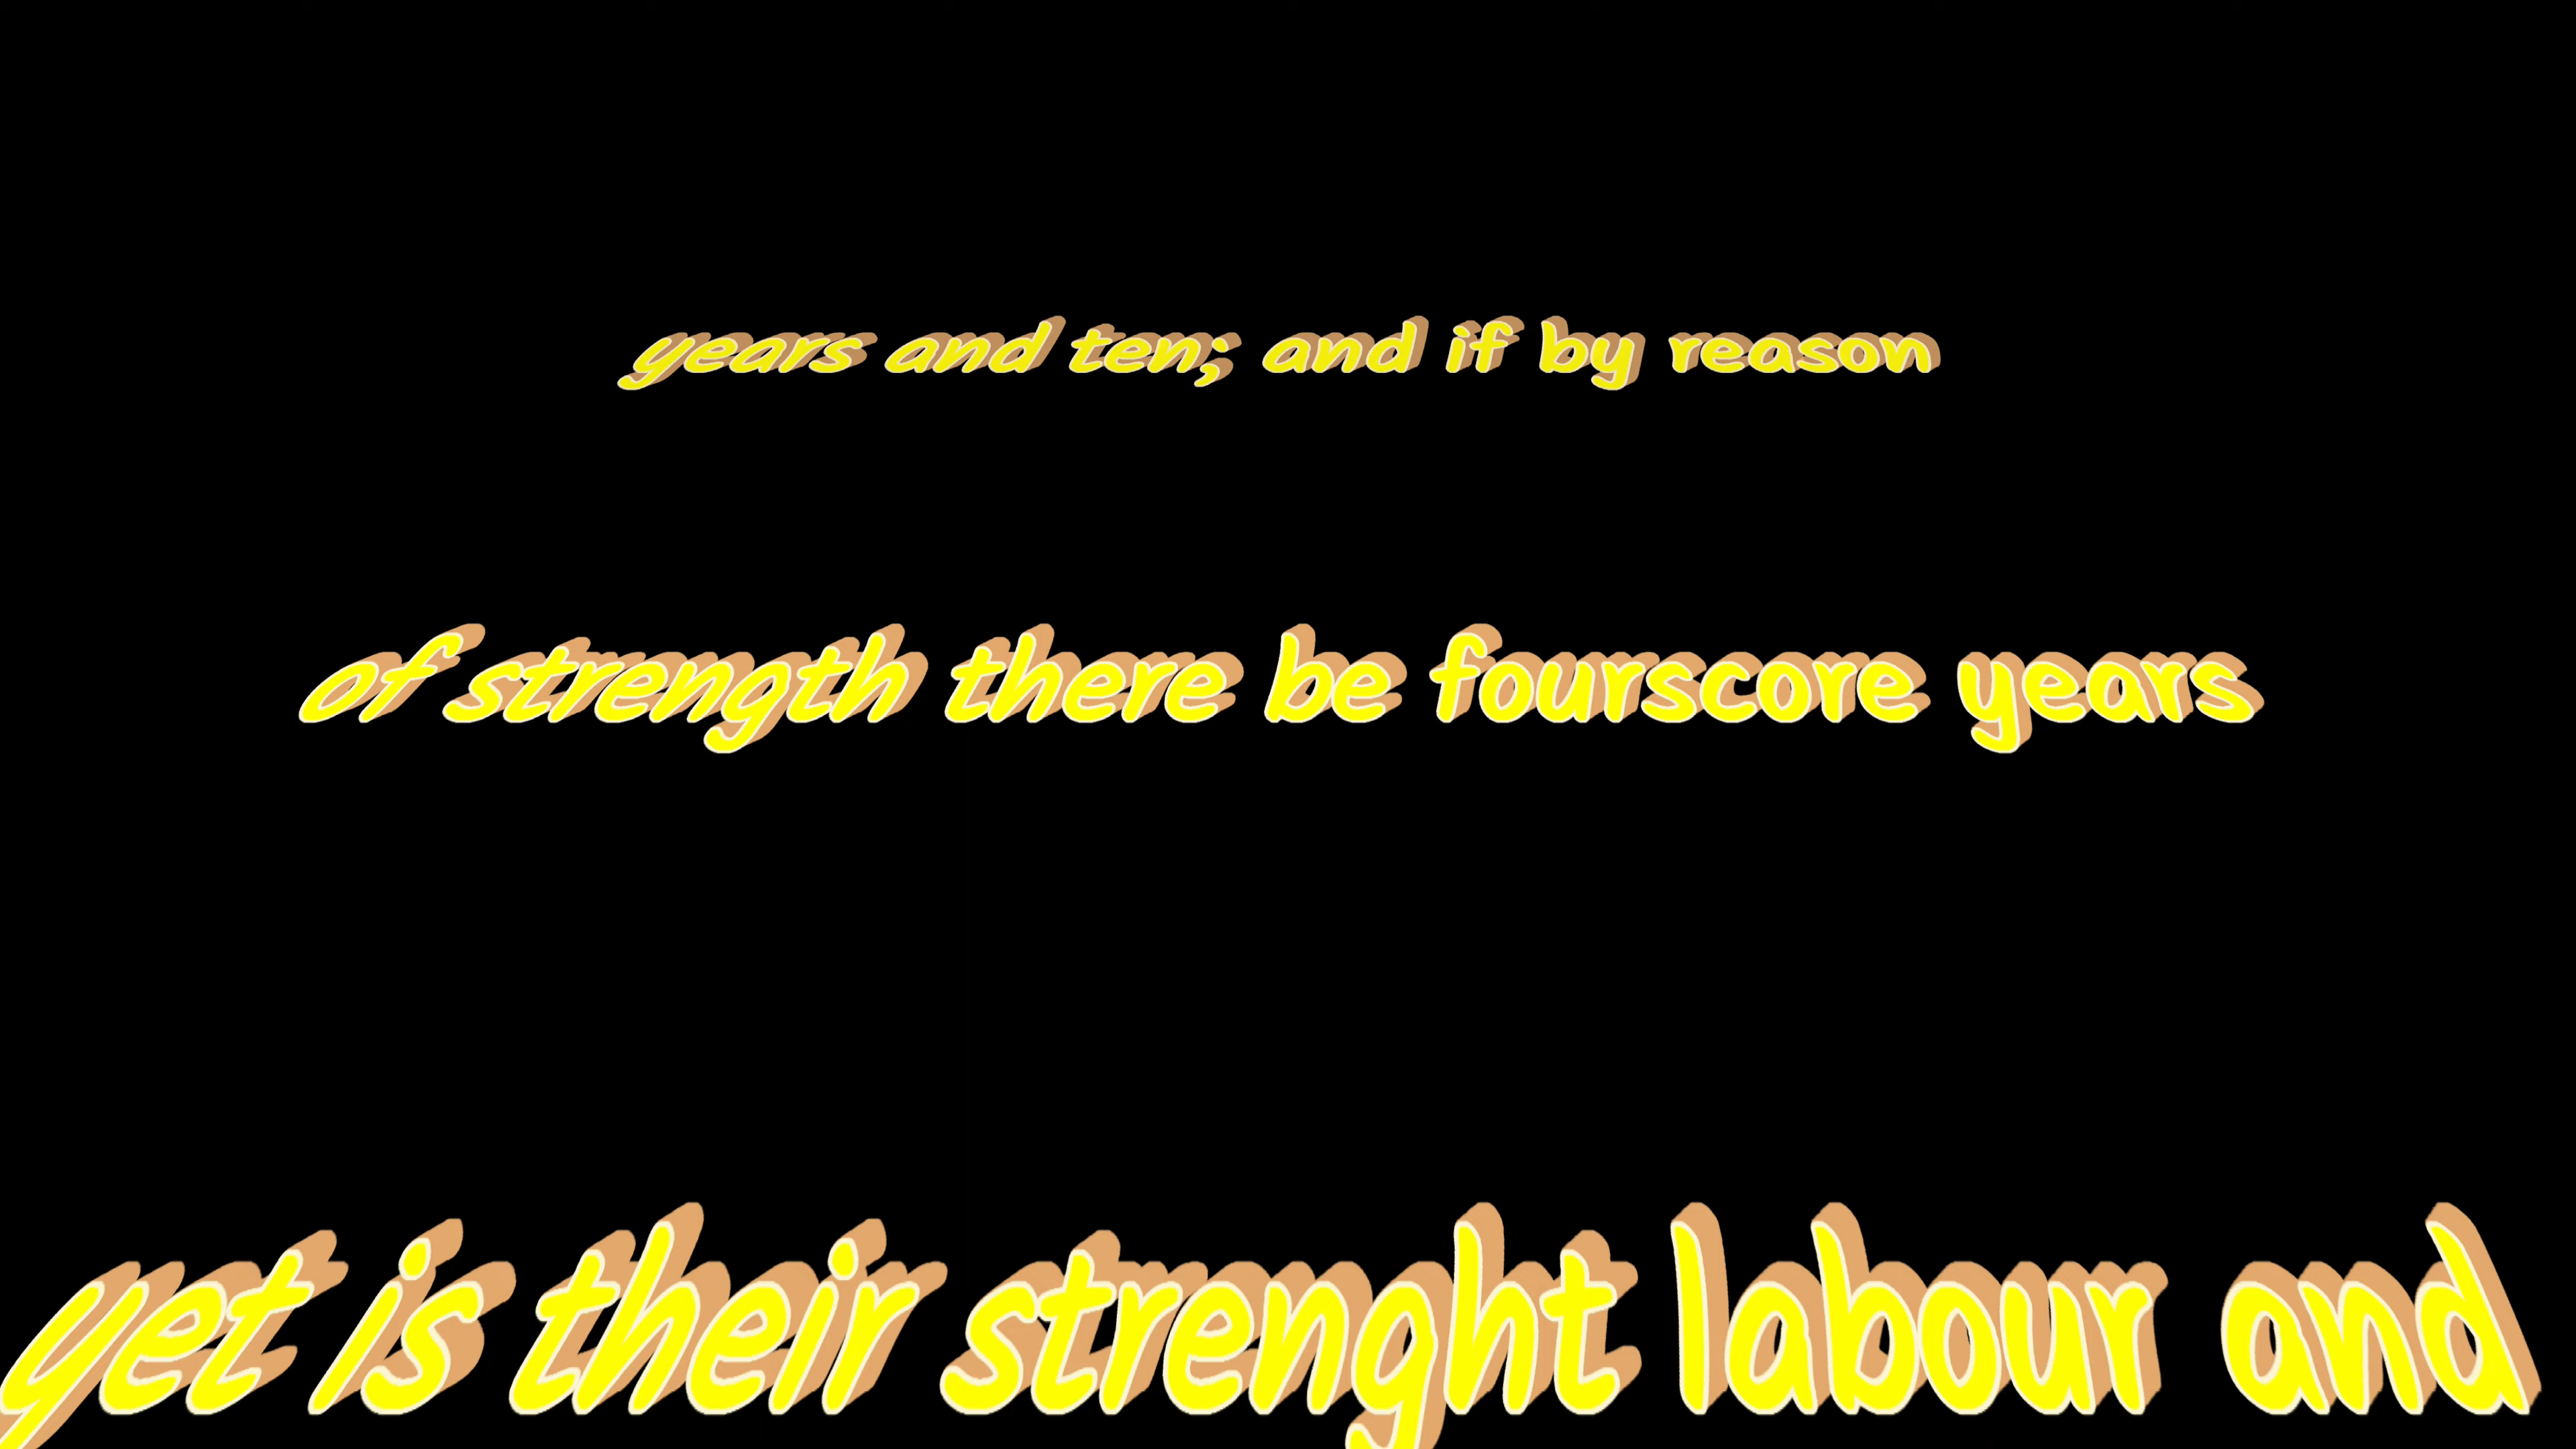 years and ten; and if by reason
of strength there be fourscore years
yet is their strenght labour and